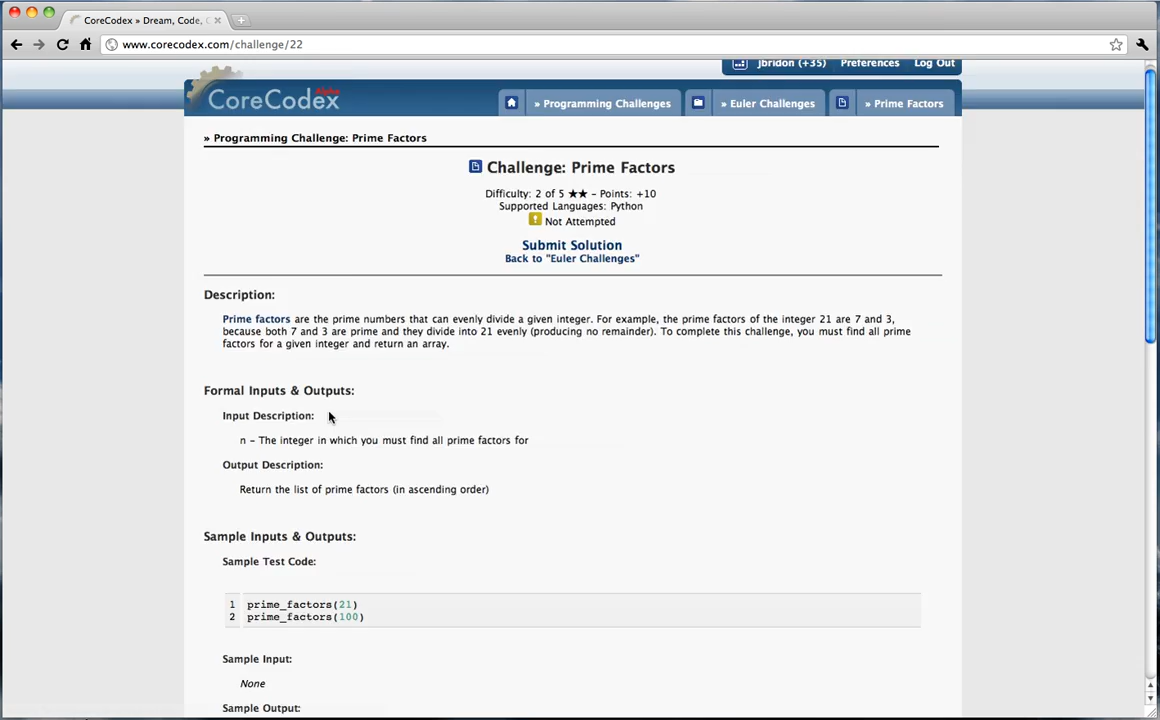 CoreCodex » Dream, Code, C
www.corecodex.com/challenge/22
Jbridon (+35) Preferences Log Out
CoreCodex Alpha
» Programming Challenges » Euler Challenges » Prime Factors
» Programming Challenge: Prime Factors
Challenge: Prime Factors
Difficulty: 2 of 5 ★★ – Points: +10
Supported Languages: Python
Not Attempted
Submit Solution
Back to "Euler Challenges"
Description:
Prime factors are the prime numbers that can evenly divide a given integer. For example, the prime factors of the integer 21 are 7 and 3,
because both 7 and 3 are prime and they divide into 21 evenly (producing no remainder). To complete this challenge, you must find all prime
factors for a given integer and return an array.
Formal Inputs & Outputs:
Input Description:
n – The integer in which you must find all prime factors for
Output Description:
Return the list of prime factors (in ascending order)
Sample Inputs & Outputs:
Sample Test Code:
1 prime_factors(21)
2 prime_factors(100)
Sample Input:
None
Sample Output: